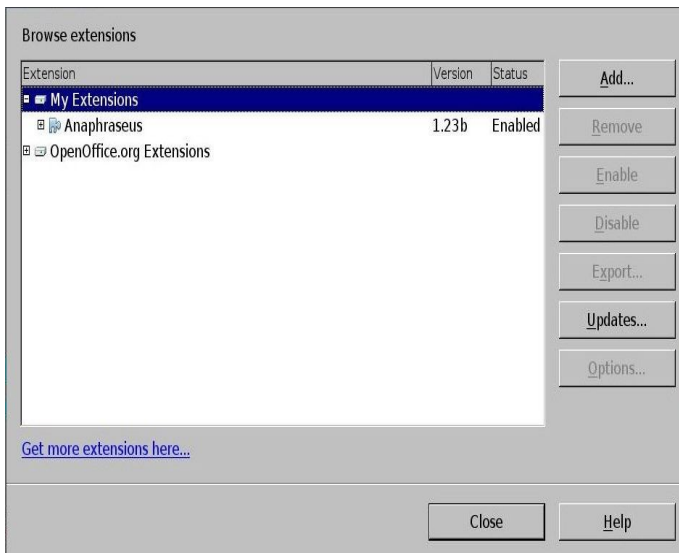 Browse extensions
Extension Version Status
My Extensions
Anaphraseus 1.23b Enabled
OpenOffice.org Extensions
Add...
Remove
Enable
Disable
Export...
Updates...
Options...
Get more extensions here...
Close
Help